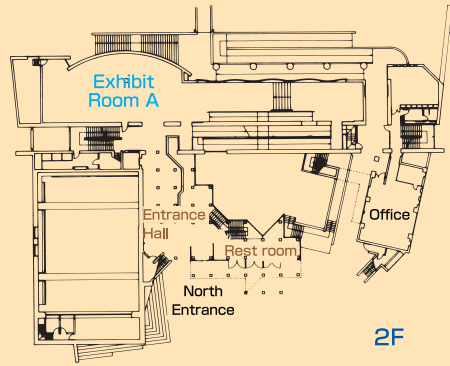 Exhibit
Room A
Entrance
Hall
Office
Rest room
North
Entrance
2F